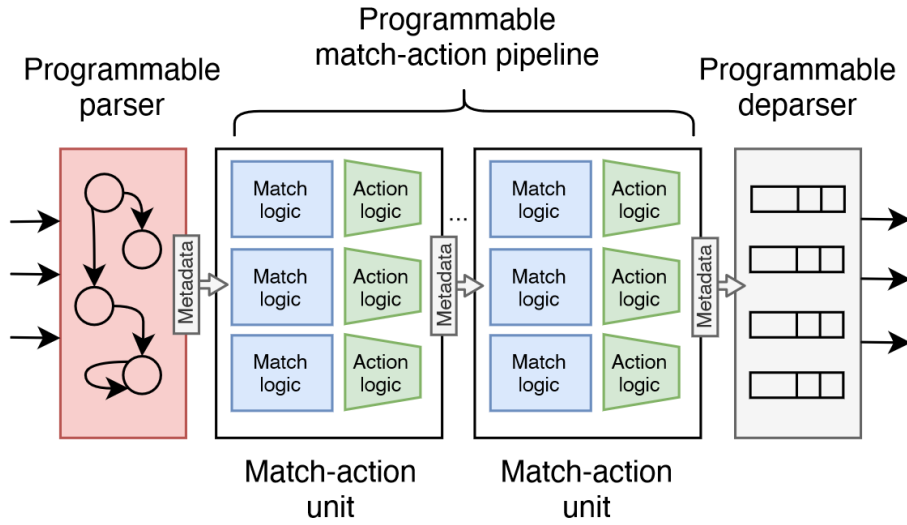 Programmable
match-action pipeline
Programmable
parser
Programmable
deparser
Match
logic
Action
logic
Match
logic
Action
logic
Match
logic
Action
logic
...
Match
logic
Action
logic
Match
logic
Action
logic
Match
logic
Action
logic
Metadata
Metadata
Metadata
Match-action
unit
Match-action
unit